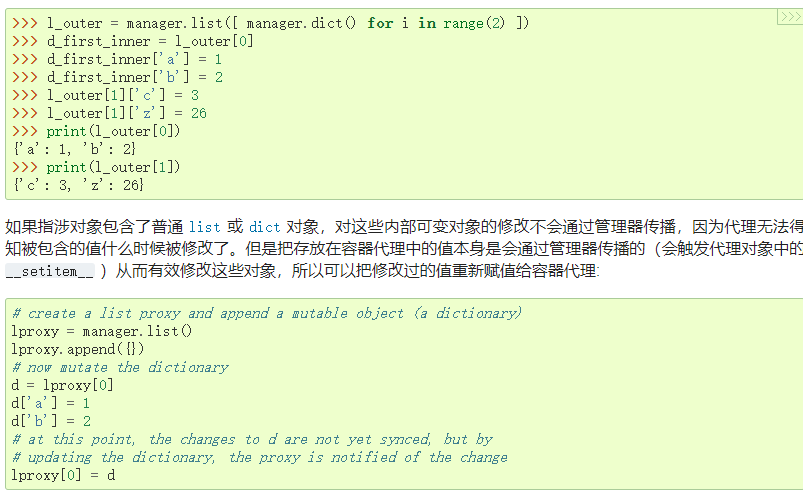 >>> l_outer = manager.list([ manager.dict() for i in range(2) ])
>>>
>>> d_first_inner = l_outer[0]
>>> d_first_inner['a'] = 1
>>> d_first_inner['b'] = 2
>>> l_outer[1]['c'] = 3
>>> l_outer[1]['z'] = 26
>>> print(l_outer[0])
{'a': 1, 'b': 2}
>>> print(l_outer[1])
{'c': 3, 'z': 26}
如果指涉对象包含了普通 list 或 dict 对象，对这些内部可变对象的修改不会通过管理器传播，因为代理无法得
知被包含的值什么时候被修改了。但是把存放在容器代理中的值本身是会通过管理器传播的（会触发代理对象中的
__setitem__ ）从而有效修改这些对象，所以可以把修改过的值重新赋值给容器代理:
# create a list proxy and append a mutable object (a dictionary)
lproxy = manager.list()
lproxy.append({})
# now mutate the dictionary
d = lproxy[0]
d['a'] = 1
d['b'] = 2
# at this point, the changes to d are not yet synced, but by
# updating the dictionary, the proxy is notified of the change
lproxy[0] = d